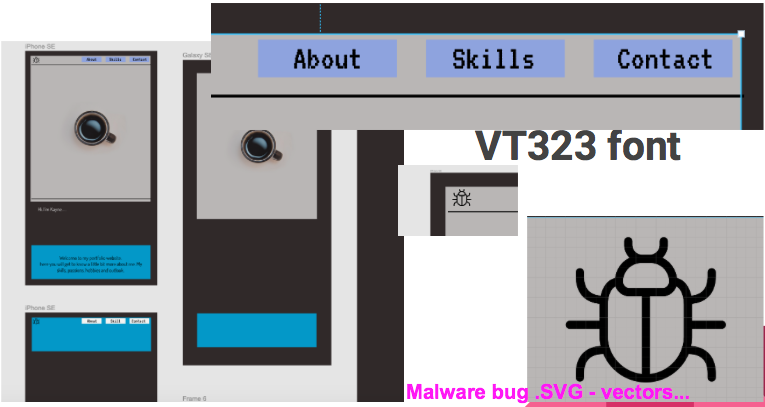 iPhone SE
About Skills Contact
Hi I'm Kayne...
Welcome to my portfolio website
here you will get to know a little bit more about me: My
skills, passions, hobbies and outlook
iPhone SE
About Skill Contact
Galaxy S8
Frame 6
About Skills Contact
VT323 font
Malware bug .SVG - vectors...